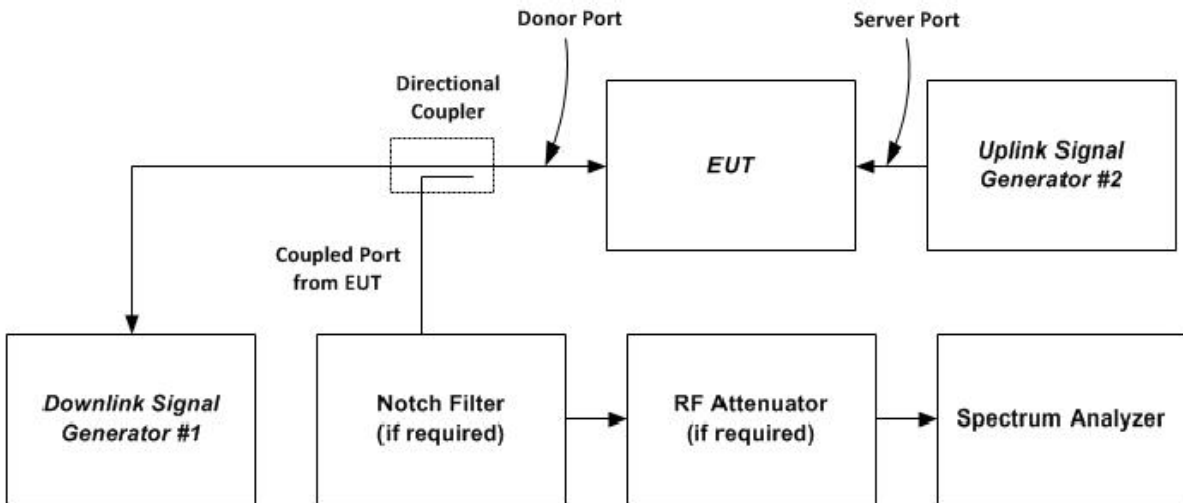 Donor Port
Server Port
Directional
Coupler
EUT
Uplink Signal
Generator #2
Coupled Port
from EUT
Downlink Signal
Generator #1
Notch Filter
(if required)
RF Attenuator
(if required)
Spectrum Analyzer